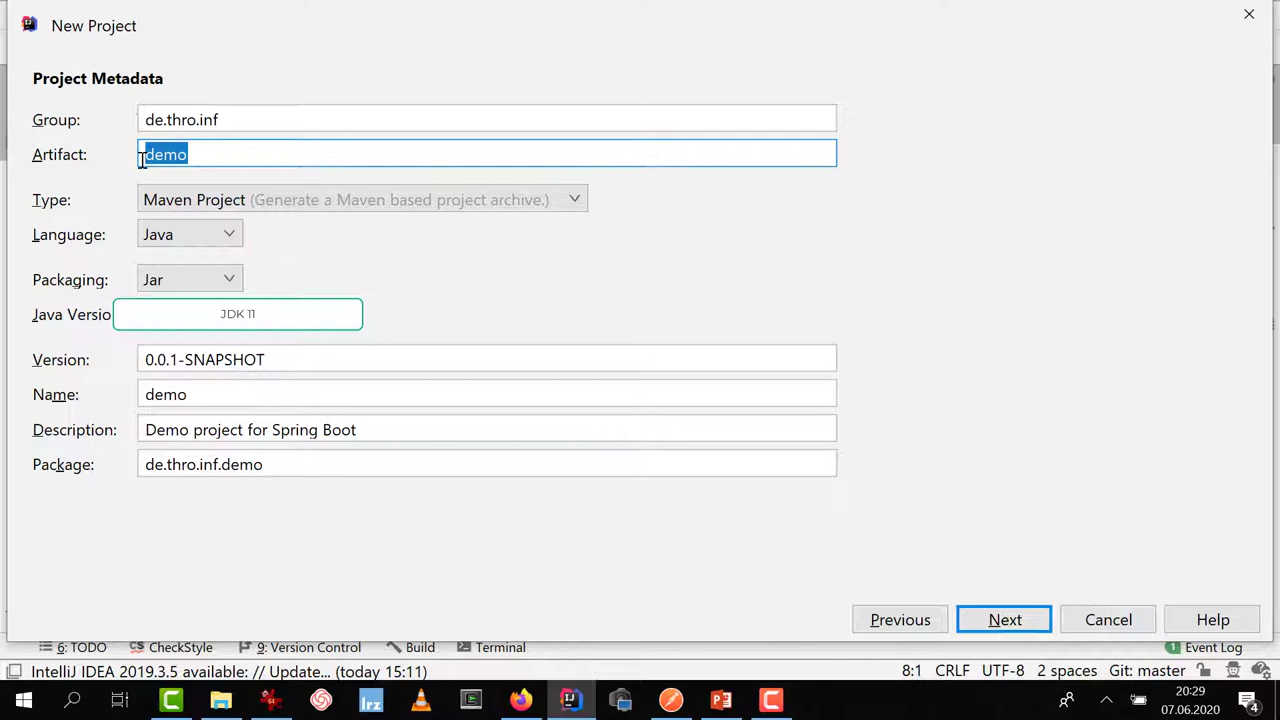 New Project
Project Metadata
Group: de.thro.inf
Artifact: demo
Type: Maven Project (Generate a Maven based project archive.)
Language: Java
Packaging: Jar
Java Versio JDK 11
Version: 0.0.1-SNAPSHOT
Name: demo
Description: Demo project for Spring Boot
Package: de.thro.inf.demo
Previous Next Cancel Help
6: TODO CheckStyle 9: Version Control Build Terminal 1 Event Log
IntelliJ IDEA 2019.3.5 available: // Update... (today 15:11) 8:1 CRLF UTF-8 2 spaces Git: master
lrz 20:29
07.06.2020 4